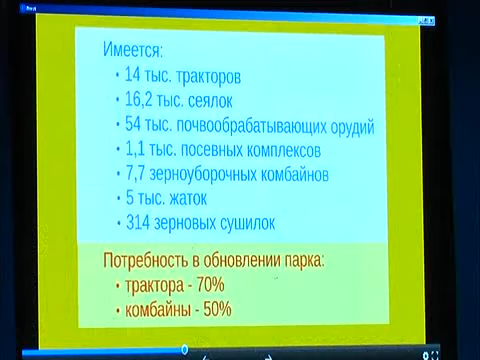 Имеется:
• 14 тыс. тракторов
• 16,2 тыс. сеялок
• 54 тыс. почвообрабатывающих орудий
• 1,1 тыс. посевных комплексов
• 7,7 зерноуборочных комбайнов
• 5 тыс. жаток
• 314 зерновых сушилок
Потребность в обновлении парка:
• трактора - 70%
• комбайны - 50%